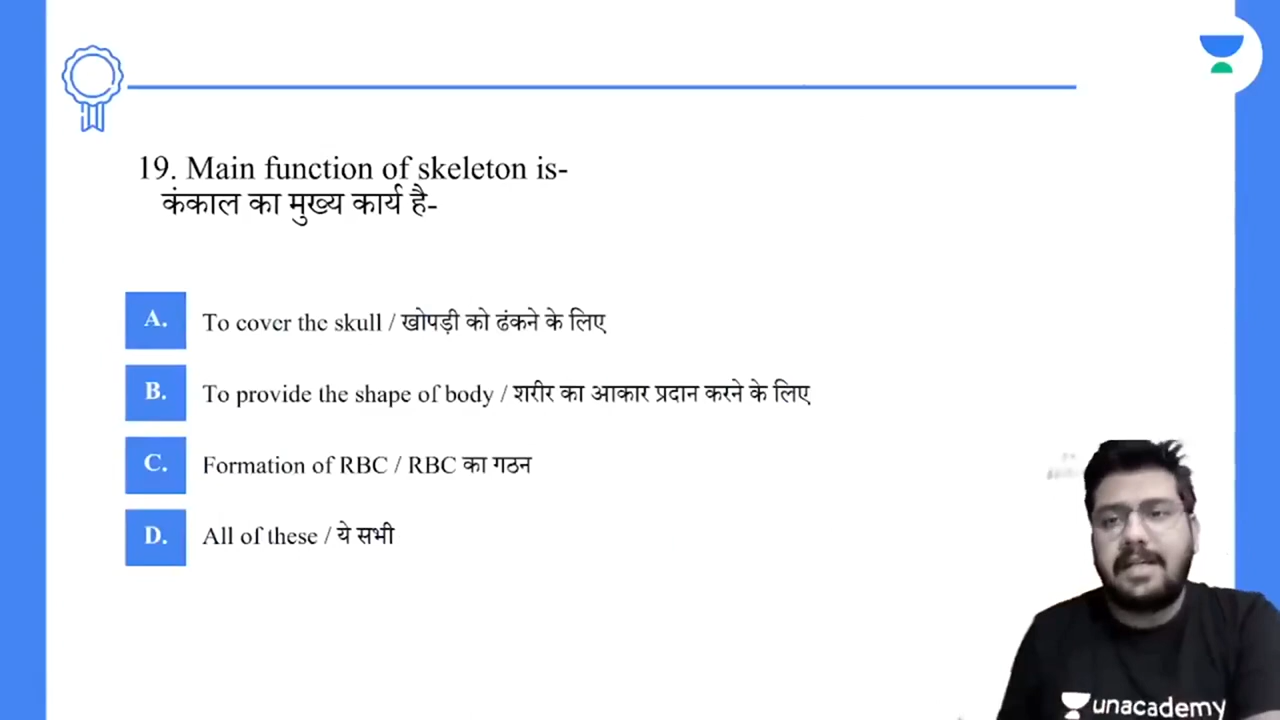 19. Main function of skeleton is-
कंकाल का मुख्य कार्य है-
A. To cover the skull / खोपड़ी को ढंकने के लिए
B. To provide the shape of body / शरीर का आकार प्रदान करने के लिए
C. Formation of RBC / RBC का गठन
D. All of these / ये सभी
unacademy